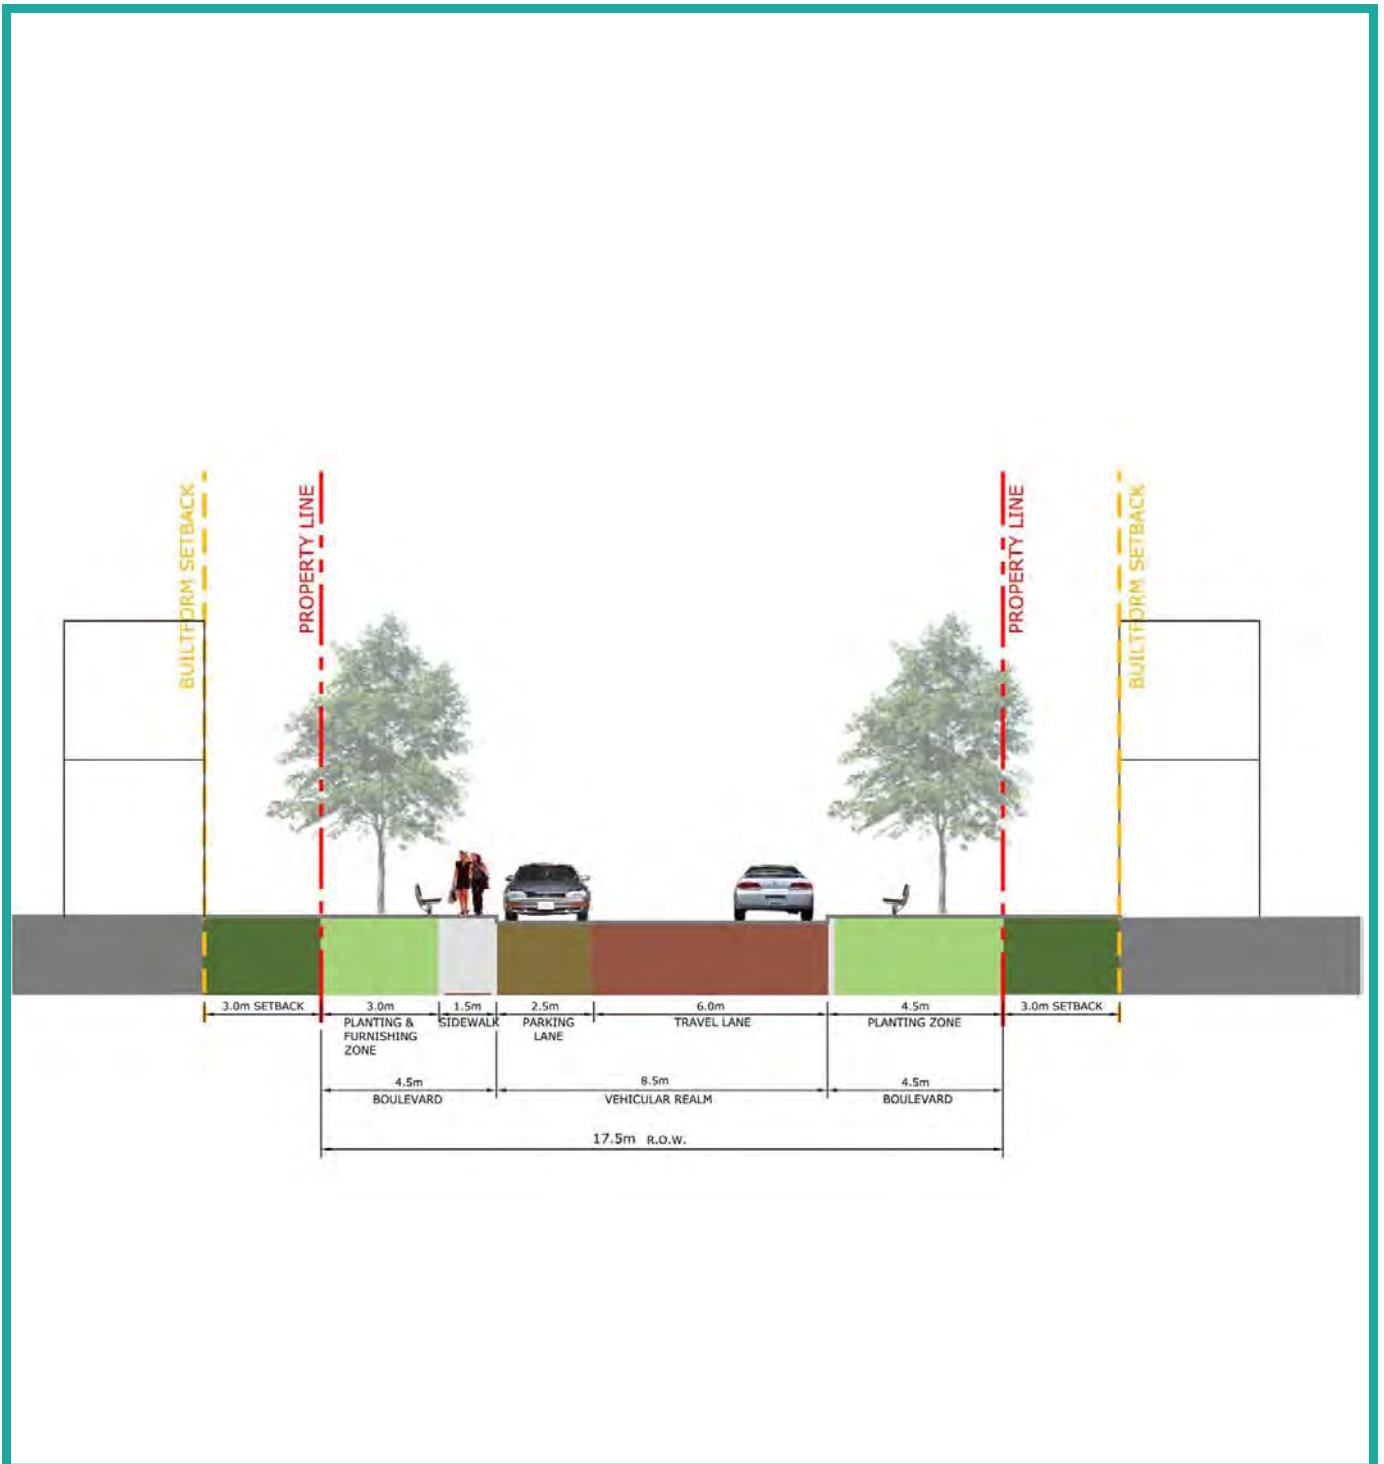 BUILTFORM SETBACK
PROPERTY LINE
PROPERTY LINE
BUILTFORM SETBACK
3.0m SETBACK
3.0m
PLANTING &
FURNISHING
ZONE
1.5m
SIDEWALK
2.5m
PARKING
LANE
6.0m
TRAVEL LANE
4.5m
PLANTING ZONE
3.0m SETBACK
4.5m
BOULEVARD
8.5m
VEHICULAR REALM
4.5m
BOULEVARD
17.5m R.O.W.